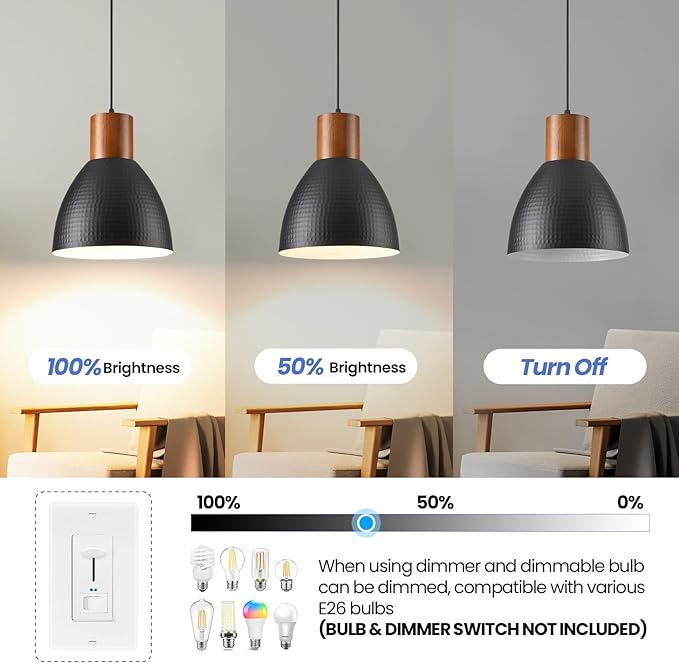 100% Brightness
50% Brightness
Turn Off
100% 50% 0%
When using dimmer and dimmable bulb
can be dimmed, compatible with various
E26 bulbs
(BULB & DIMMER SWITCH NOT INCLUDED)